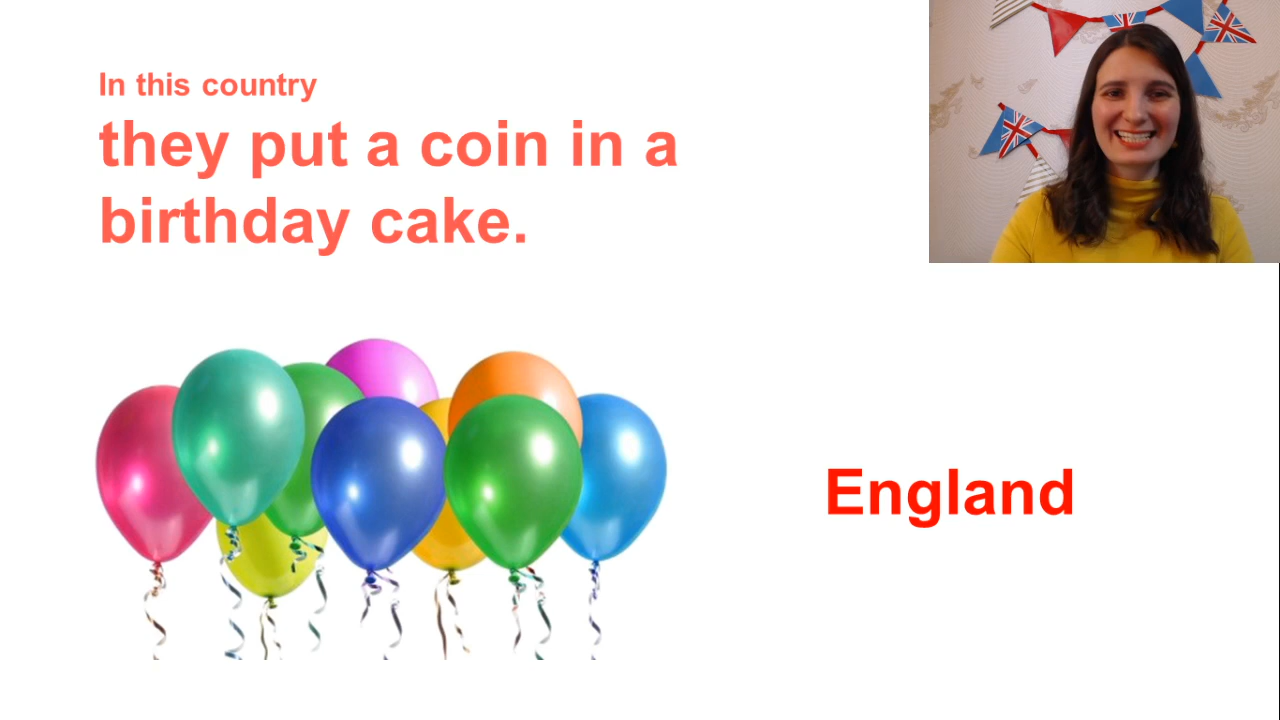 In this country
they put a coin in a
birthday cake.
England